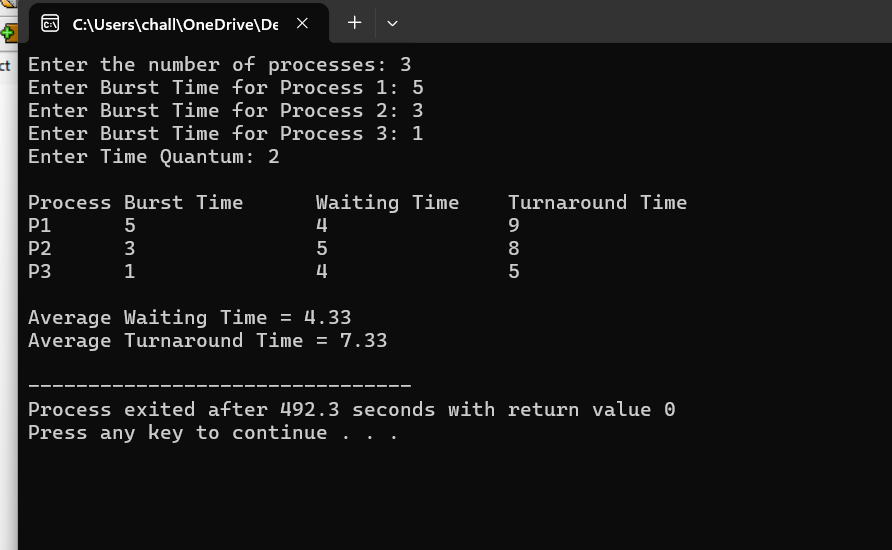 ct
C:\Users\chall\OneDrive\De
Enter the number of processes: 3
Enter Burst Time for Process 1: 5
Enter Burst Time for Process 2: 3
Enter Burst Time for Process 3: 1
Enter Time Quantum: 2
Process Burst Time Waiting Time Turnaround Time
P1 5 4 9
P2 3 5 8
P3 1 4 5
Average Waiting Time = 4.33
Average Turnaround Time = 7.33
--------------------------------
Process exited after 492.3 seconds with return value 0
Press any key to continue . . .